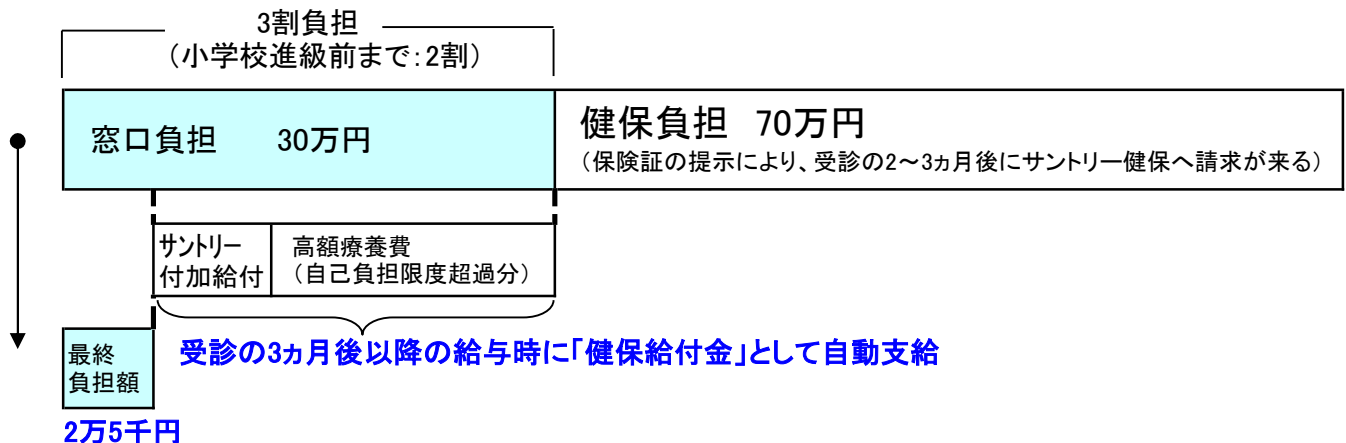 3割負担
（小学校進級前まで：2割）
窓口負担 30万円
健保負担 70万円
（保険証の提示により、受診の2～3ヵ月後にサントリー健保へ請求が来る）
サントリー
付加給付
高額療養費
（自己負担限度超過分）
受診の3ヵ月後以降の給与時に「健保給付金」として自動支給
最終
負担額
2万5千円